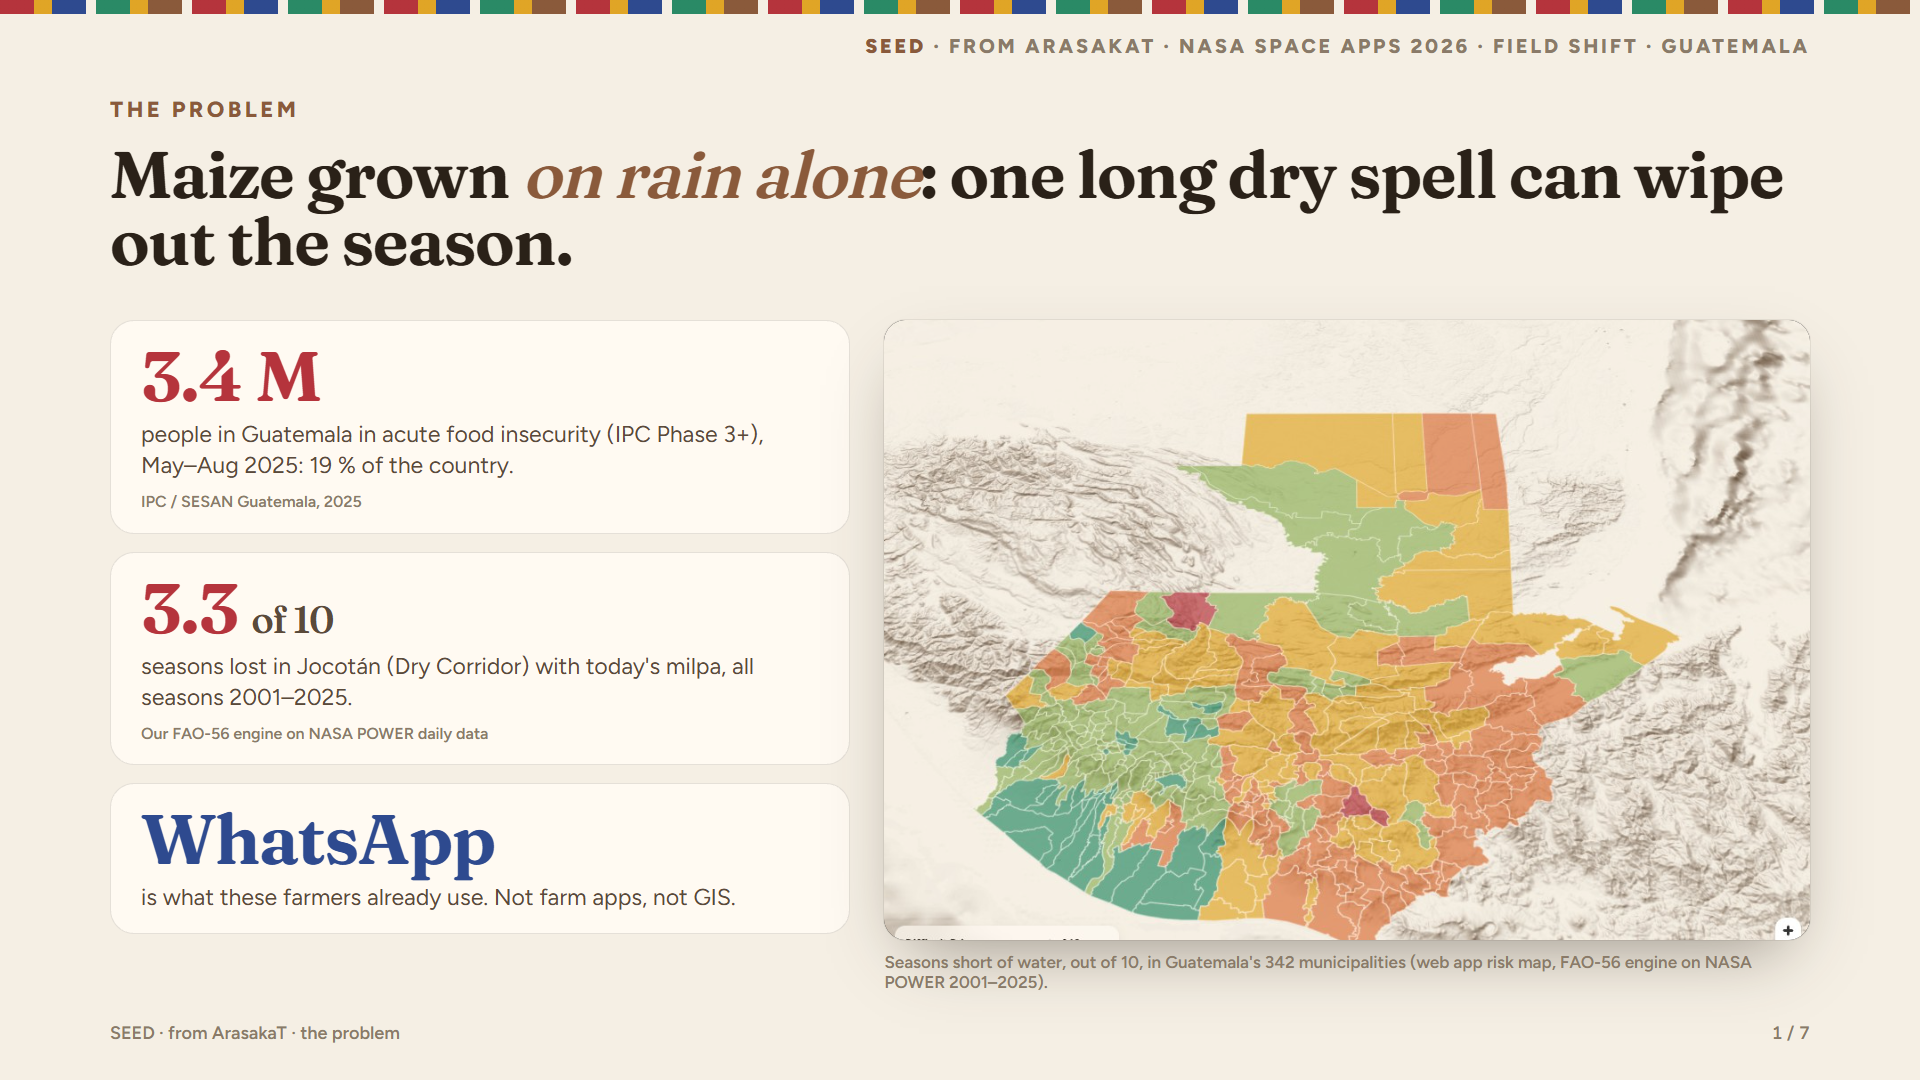 SEED · FROM ARASAKAT · NASA SPACE APPS 2026 · FIELD SHIFT · GUATEMALA
THE PROBLEM
Maize grown on rain alone: one long dry spell can wipe
out the season.
3.4 M
people in Guatemala in acute food insecurity (IPC Phase 3+),
May–Aug 2025: 19 % of the country.
IPC / SESAN Guatemala, 2025
3.3 of 10
seasons lost in Jocotán (Dry Corridor) with today's milpa, all
seasons 2001–2025.
Our FAO-56 engine on NASA POWER daily data
WhatsApp
is what these farmers already use. Not farm apps, not GIS.
+
Seasons short of water, out of 10, in Guatemala's 342 municipalities (web app risk map, FAO-56 engine on NASA
POWER 2001–2025).
SEED · from ArasakaT · the problem
1 / 7